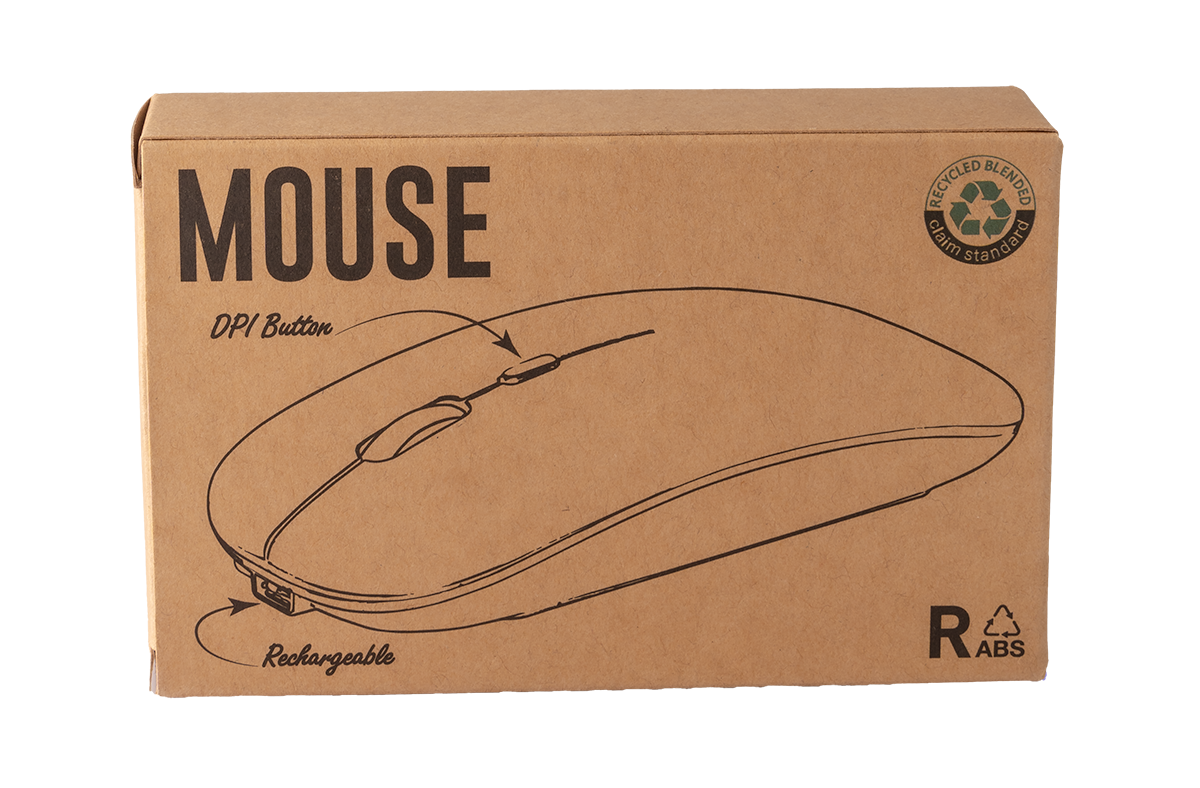 MOUSE
RECYCLED BLENDED
claim standard
DPI Button
Rechargeable
R
ABS